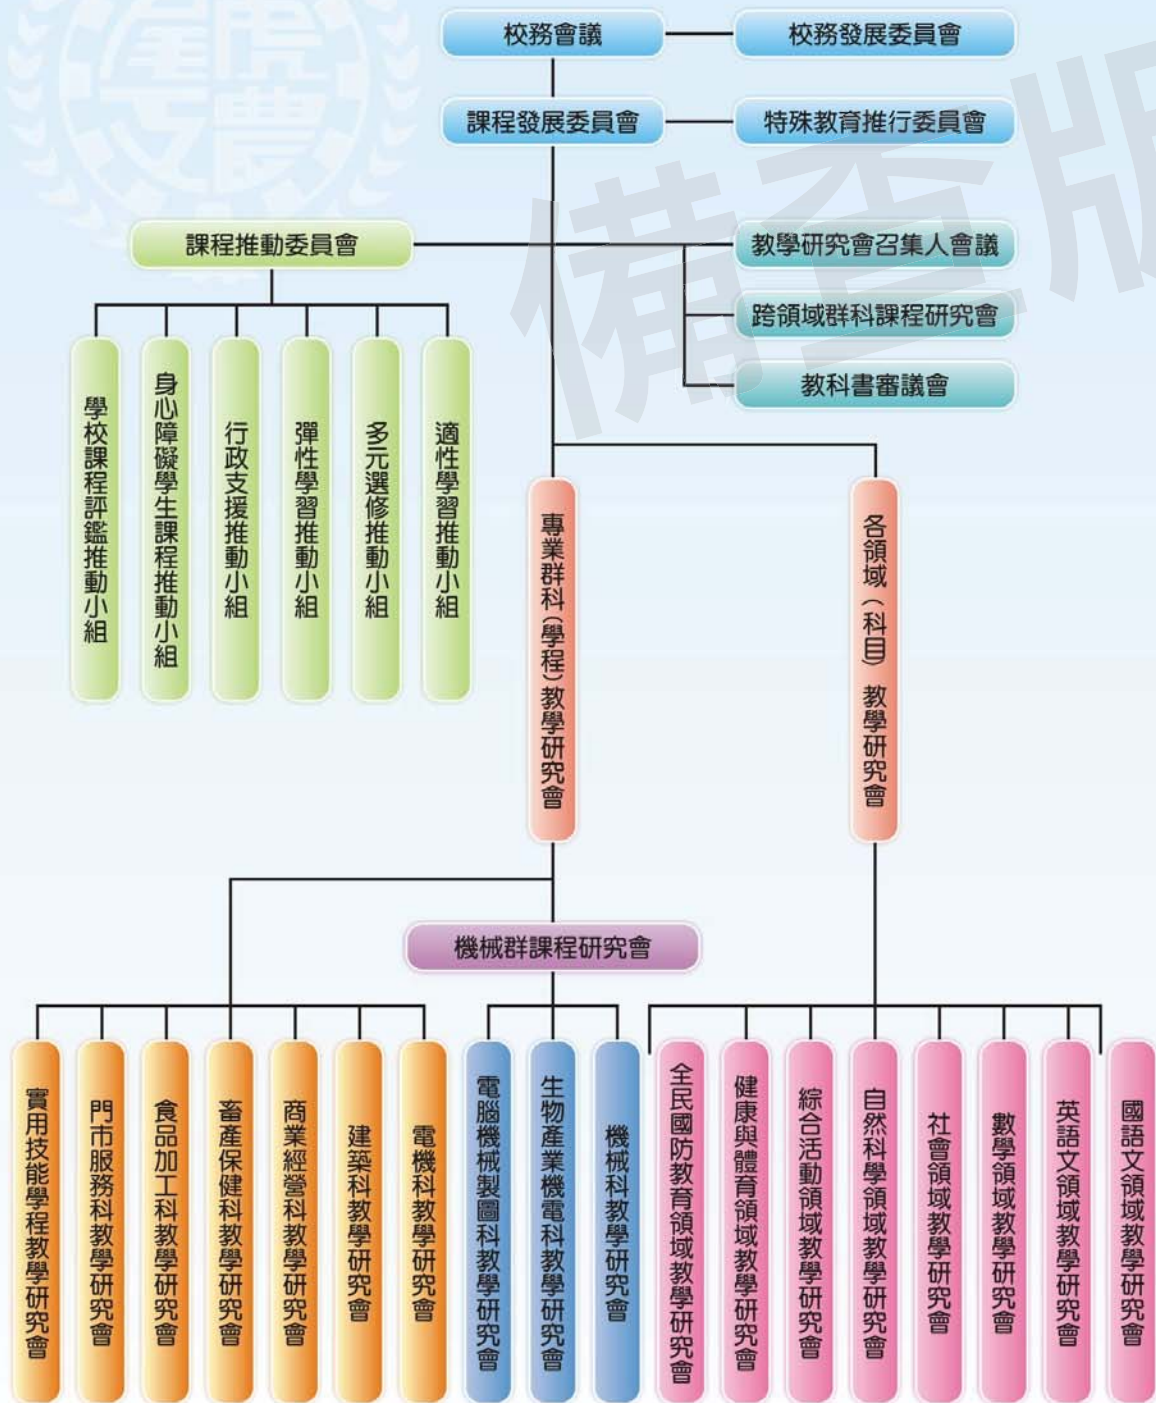 校務會議
校務發展委員會
課程發展委員會
特殊教育推行委員會
課程推動委員會
教學研究會召集人會議
跨領域群科課程研究會
教科書審議會
學校課程評鑑推動小組
身心障礙學生課程推動小組
行政支援推動小組
彈性學習推動小組
多元選修推動小組
適性學習推動小組
專業群科(學程)教學研究會
各領域(科目)教學研究會
機械群課程研究會
實用技能學程教學研究會
門市服務科教學研究會
食品加工科教學研究會
畜產保健科教學研究會
商業經營科教學研究會
建築科教學研究會
電機科教學研究會
電腦機械製圖科教學研究會
生物產業機電科教學研究會
機械科教學研究會
全民國防教育領域教學研究會
健康與體育領域教學研究會
綜合活動領域教學研究會
自然科學領域教學研究會
社會領域教學研究會
數學領域教學研究會
英語文領域教學研究會
國語文領域教學研究會
備查版